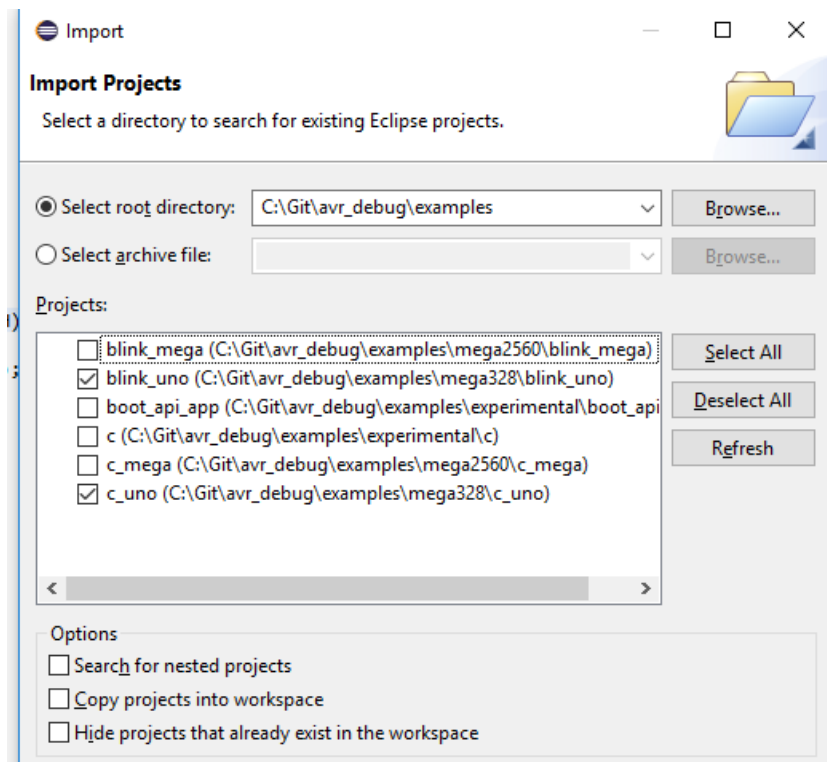 Import
Import Projects
Select a directory to search for existing Eclipse projects.
Select root directory: C:\Git\avr_debug\examples Browse...
Select archive file: Browse...
Projects:
blink_mega (C:\Git\avr_debug\examples\mega2560\blink_mega)
Select All
blink_uno (C:\Git\avr_debug\examples\mega328\blink_uno)
boot_api_app (C:\Git\avr_debug\examples\experimental\boot_api
Deselect All
c (C:\Git\avr_debug\examples\experimental\c)
Refresh
c_mega (C:\Git\avr_debug\examples\mega2560\c_mega)
c_uno (C:\Git\avr_debug\examples\mega328\c_uno)
Options
Search for nested projects
Copy projects into workspace
Hide projects that already exist in the workspace